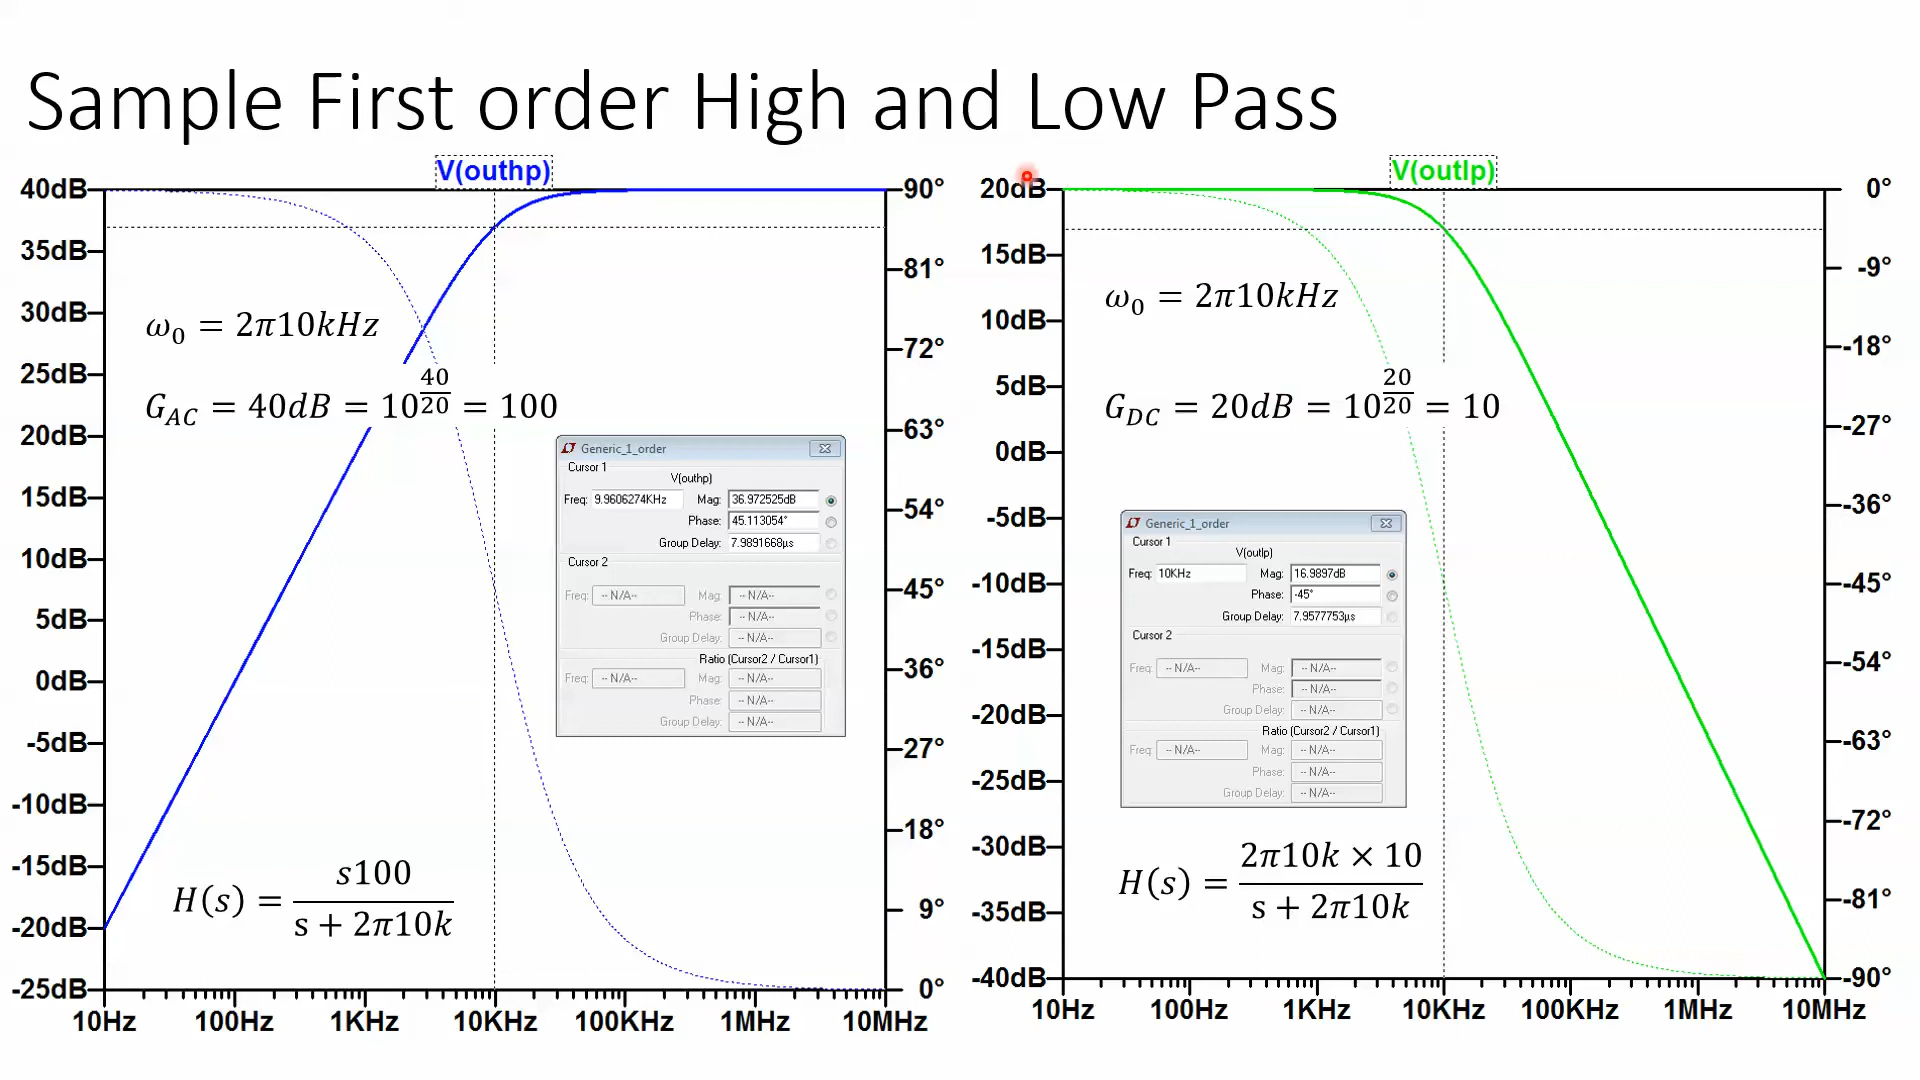 Sample First order High and Low Pass
V(outhp)
40dB
35dB
30dB
25dB
20dB
15dB
10dB
5dB
0dB
-5dB
-10dB
-15dB
-20dB
-25dB
90°
81°
72°
63°
54°
45°
36°
27°
18°
9°
0°
10Hz 100Hz 1KHz 10KHz 100KHz 1MHz 10MHz
ω₀ = 2π10kHz
G_AC = 40dB = 10^(40/20) = 100
Generic_1_order
Cursor 1
V(outhp)
Freq: 9.9606274KHz Mag: 36.972525dB
Phase: 45.113054°
Group Delay: 7.9891668µs
Cursor 2
Freq: -- N/A-- Mag: -- N/A--
Phase: -- N/A--
Group Delay: -- N/A--
Ratio (Cursor2 / Cursor1)
Freq: -- N/A-- Mag: -- N/A--
Phase: -- N/A--
Group Delay: -- N/A--
H(s) = s100 / (s + 2π10k)
V(outlp)
20dB
15dB
10dB
5dB
0dB
-5dB
-10dB
-15dB
-20dB
-25dB
-30dB
-35dB
-40dB
0°
-9°
-18°
-27°
-36°
-45°
-54°
-63°
-72°
-81°
-90°
10Hz 100Hz 1KHz 10KHz 100KHz 1MHz 10MHz
ω₀ = 2π10kHz
G_DC = 20dB = 10^(20/20) = 10
Generic_1_order
Cursor 1
V(outlp)
Freq: 10KHz Mag: 16.9897dB
Phase: -45°
Group Delay: 7.9577753µs
Cursor 2
Freq: -- N/A-- Mag: -- N/A--
Phase: -- N/A--
Group Delay: -- N/A--
Ratio (Cursor2 / Cursor1)
Freq: -- N/A-- Mag: -- N/A--
Phase: -- N/A--
Group Delay: -- N/A--
H(s) = 2π10k × 10 / (s + 2π10k)